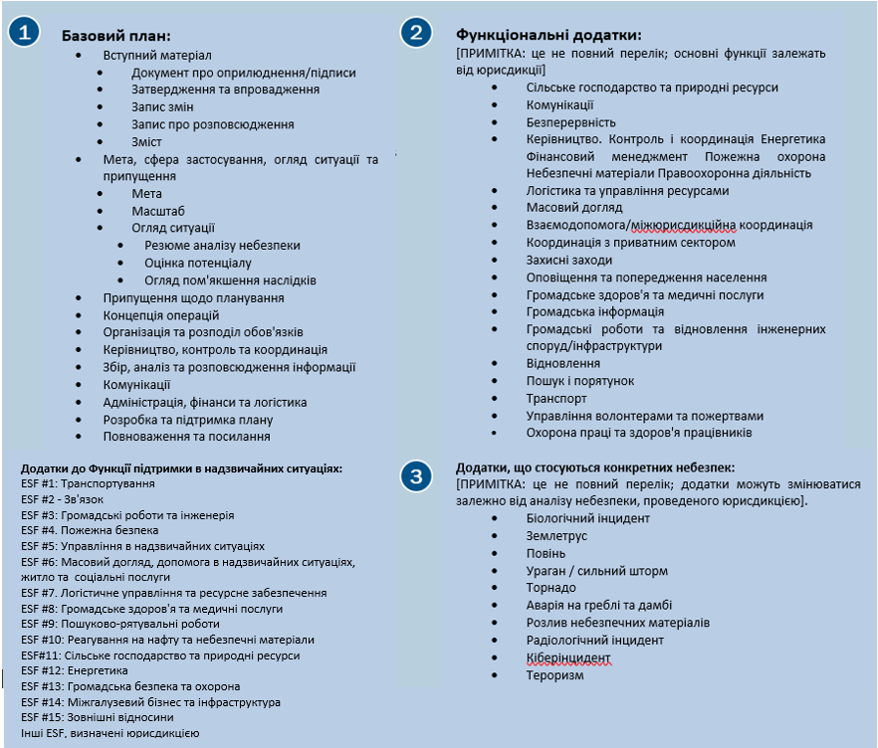 1
Базовий план:
• Вступний матеріал
• Документ про оприлюднення/підписи
• Затвердження та впровадження
• Запис змін
• Запис про розповсюдження
• Зміст
• Мета, сфера застосування, огляд ситуації та
припущення
• Мета
• Масштаб
• Огляд ситуації
• Резюме аналізу небезпеки
• Оцінка потенціалу
• Огляд пом'якшення наслідків
• Припущення щодо планування
• Концепція операцій
• Організація та розподіл обов'язків
• Керівництво, контроль та координація
• Збір, аналіз та розповсюдження інформації
• Комунікації
• Адміністрація, фінанси та логістика
• Розробка та підтримка плану
• Повноваження та посилання
Додатки до Функції підтримки в надзвичайних ситуаціях:
ESF #1: Транспортування
ESF #2 - Зв'язок
ESF #3: Громадські роботи та інженерія
ESF #4. Пожежна безпека
ESF #5: Управління в надзвичайних ситуаціях
ESF #6: Масовий догляд, допомога в надзвичайних ситуаціях,
житло та соціальні послуги
ESF #7. Логістичне управління та ресурсне забезпечення
ESF #8: Громадське здоров'я та медичні послуги
ESF #9: Пошуково-рятувальні роботи
ESF #10: Реагування на нафту та небезпечні матеріали
ESF#11: Сільське господарство та природні ресурси
ESF #12: Енергетика
ESF #13: Громадська безпека та охорона
ESF #14: Міжгалузевий бізнес та інфраструктура
ESF #15: Зовнішні відносини
Інші ESF, визначені юрисдикцією
2
Функціональні додатки:
[ПРИМІТКА: це не повний перелік; основні функції залежать
від юрисдикції]
• Сільське господарство та природні ресурси
• Комунікації
• Безперервність
• Керівництво. Контроль і координація Енергетика
Фінансовий менеджмент Пожежна охорона
Небезпечні матеріали Правоохоронна діяльність
• Логістика та управління ресурсами
• Масовий догляд
• Взаємодопомога/міжюрисдикційна координація
• Координація з приватним сектором
• Захисні заходи
• Оповіщення та попередження населення
• Громадське здоров'я та медичні послуги
• Громадська інформація
• Громадські роботи та відновлення інженерних
споруд/інфраструктури
• Відновлення
• Пошук і порятунок
• Транспорт
• Управління волонтерами та пожертвами
• Охорона праці та здоров'я працівників
3
Додатки, що стосуються конкретних небезпек:
[ПРИМІТКА: це не повний перелік; додатки можуть змінюватися
залежно від аналізу небезпеки, проведеного юрисдикцією].
• Біологічний інцидент
• Землетрус
• Повінь
• Ураган / сильний шторм
• Торнадо
• Аварія на греблі та дамбі
• Розлив небезпечних матеріалів
• Радіологічний інцидент
• Кіберінцидент
• Тероризм